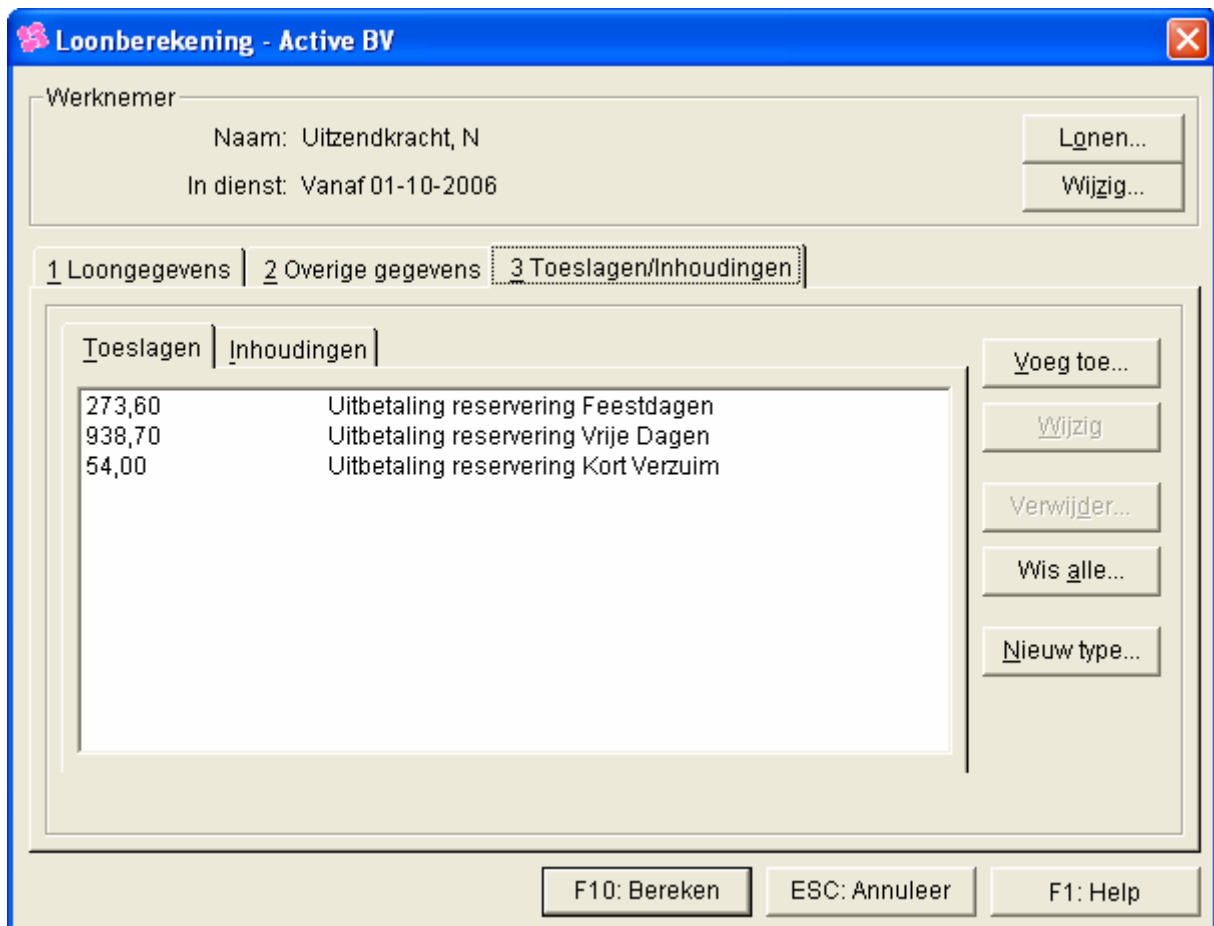 Loonberekening - Active BV
Werknemer
Naam: Uitzendkracht, N
Lonen...
In dienst: Vanaf 01-10-2006
Wijzig...
1 Loongegevens 2 Overige gegevens 3 Toeslagen/Inhoudingen
Toeslagen Inhoudingen
Voeg toe...
273,60 Uitbetaling reservering Feestdagen
938,70 Uitbetaling reservering Vrije Dagen
Wijzig
54,00 Uitbetaling reservering Kort Verzuim
Verwijder...
Wis alle...
Nieuw type...
F10: Bereken ESC: Annuleer F1: Help